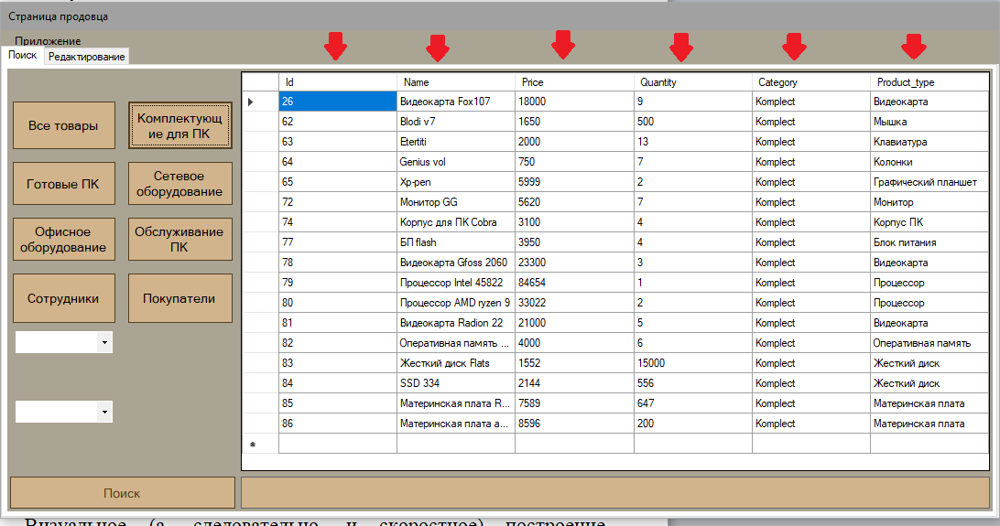 Страница продовца
Приложение
Поиск Редактирование
Все товары
Комплектующ
ие для ПК
Готовые ПК
Сетевое
оборудование
Офисное
оборудование
Обслуживание
ПК
Сотрудники
Покупатели
Поиск
Id Name Price Quantity Category Product_type
26 Видеокарта Fox107 18000 9 Komplect Видеокарта
62 Blodi v7 1650 500 Komplect Мышка
63 Etertiti 2000 13 Komplect Клавиатура
64 Genius vol 750 7 Komplect Колонки
65 Xp-pen 5999 2 Komplect Графический планшет
72 Монитор GG 5620 7 Komplect Монитор
74 Корпус для ПК Cobra 3100 4 Komplect Корпус ПК
77 БП flash 3950 4 Komplect Блок питания
78 Видеокарта Gfoss 2060 23300 3 Komplect Видеокарта
79 Процессор Intel 45822 84654 1 Komplect Процессор
80 Процессор AMD ryzen 9 33022 2 Komplect Процессор
81 Видеокарта Radion 22 21000 5 Komplect Видеокарта
82 Оперативная память ... 4000 6 Komplect Оперативная память
83 Жесткий диск Flats 1552 15000 Komplect Жесткий диск
84 SSD 334 2144 556 Komplect Жесткий диск
85 Материнская плата R... 7589 647 Komplect Материнская плата
86 Материнская плата a... 8596 200 Komplect Материнская плата
Визуальное (а следовательно и скоростное) построение